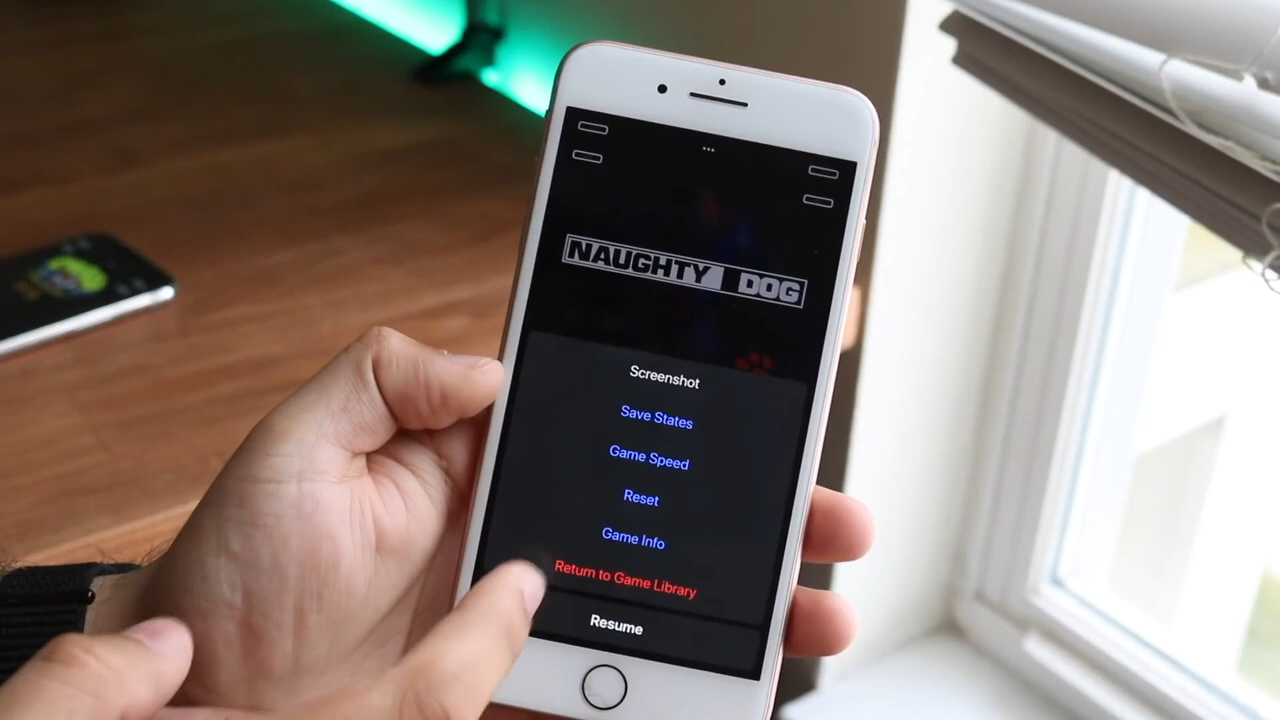 NAUGHTY DOG
Screenshot
Save States
Game Speed
Reset
Game Info
Return to Game Library
Resume